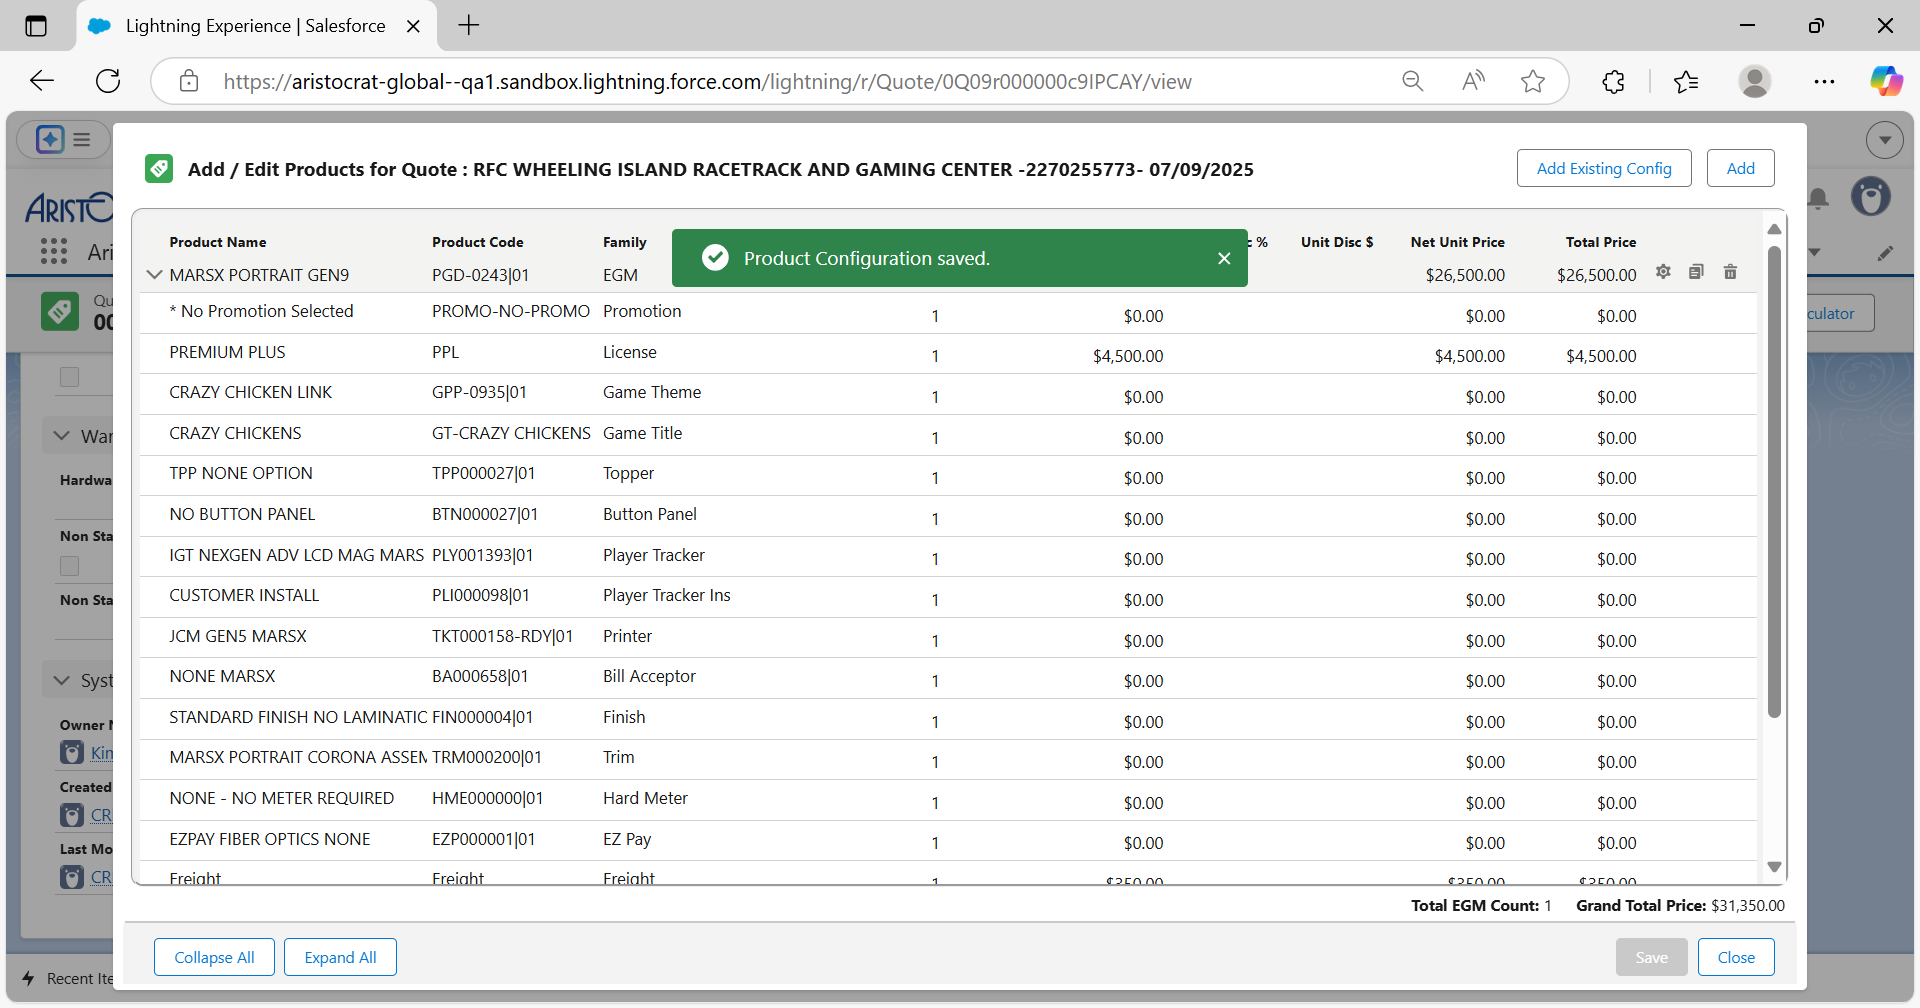 Lightning Experience | Salesforce
https://aristocrat-global--qa1.sandbox.lightning.force.com/lightning/r/Quote/0Q09r000000c9IPCAY/view
Add / Edit Products for Quote : RFC WHEELING ISLAND RACETRACK AND GAMING CENTER -2270255773- 07/09/2025
Add Existing Config
Add
Product Name Product Code Family c % Unit Disc $ Net Unit Price Total Price
Product Configuration saved.
MARSX PORTRAIT GEN9 PGD-0243|01 EGM $26,500.00 $26,500.00
* No Promotion Selected PROMO-NO-PROMO Promotion 1 $0.00 $0.00 $0.00
PREMIUM PLUS PPL License 1 $4,500.00 $4,500.00 $4,500.00
CRAZY CHICKEN LINK GPP-0935|01 Game Theme 1 $0.00 $0.00 $0.00
CRAZY CHICKENS GT-CRAZY CHICKENS Game Title 1 $0.00 $0.00 $0.00
TPP NONE OPTION TPP000027|01 Topper 1 $0.00 $0.00 $0.00
NO BUTTON PANEL BTN000027|01 Button Panel 1 $0.00 $0.00 $0.00
IGT NEXGEN ADV LCD MAG MARS PLY001393|01 Player Tracker 1 $0.00 $0.00 $0.00
CUSTOMER INSTALL PLI000098|01 Player Tracker Ins 1 $0.00 $0.00 $0.00
JCM GEN5 MARSX TKT000158-RDY|01 Printer 1 $0.00 $0.00 $0.00
NONE MARSX BA000658|01 Bill Acceptor 1 $0.00 $0.00 $0.00
STANDARD FINISH NO LAMINATIC FIN000004|01 Finish 1 $0.00 $0.00 $0.00
MARSX PORTRAIT CORONA ASSEM TRM000200|01 Trim 1 $0.00 $0.00 $0.00
NONE - NO METER REQUIRED HME000000|01 Hard Meter 1 $0.00 $0.00 $0.00
EZPAY FIBER OPTICS NONE EZP000001|01 EZ Pay 1 $0.00 $0.00 $0.00
Freight Freight Freight 1 $350.00 $350.00 $350.00
Total EGM Count: 1 Grand Total Price: $31,350.00
Collapse All
Expand All
Save
Close
ARISTO
Ari
Qu
00
culator
War
Hardwa
Non Sta
Non Sta
Syst
Owner N
Kim
Created
CR
Last Mo
CR
Recent Ite